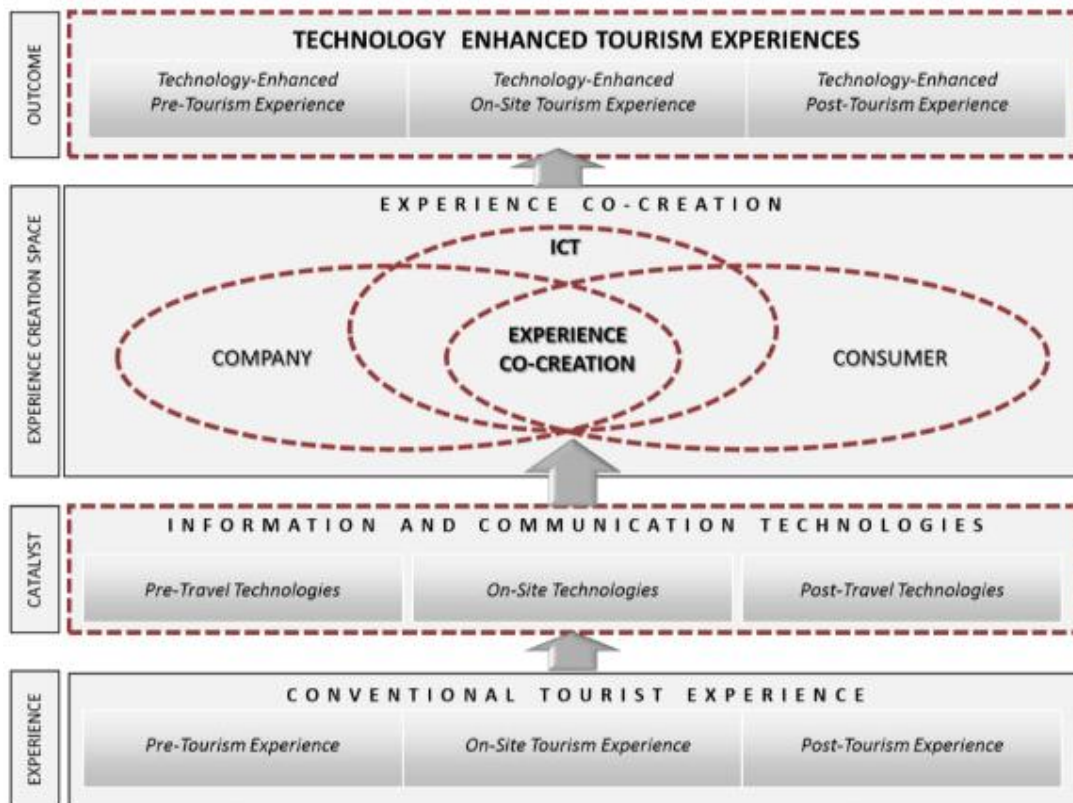 OUTCOME
TECHNOLOGY ENHANCED TOURISM EXPERIENCES
Technology-Enhanced
Pre-Tourism Experience
Technology-Enhanced
On-Site Tourism Experience
Technology-Enhanced
Post-Tourism Experience
EXPERIENCE CREATION SPACE
EXPERIENCE CO-CREATION
ICT
COMPANY
EXPERIENCE
CO-CREATION
CONSUMER
CATALYST
INFORMATION AND COMMUNICATION TECHNOLOGIES
Pre-Travel Technologies
On-Site Technologies
Post-Travel Technologies
EXPERIENCE
CONVENTIONAL TOURIST EXPERIENCE
Pre-Tourism Experience
On-Site Tourism Experience
Post-Tourism Experience